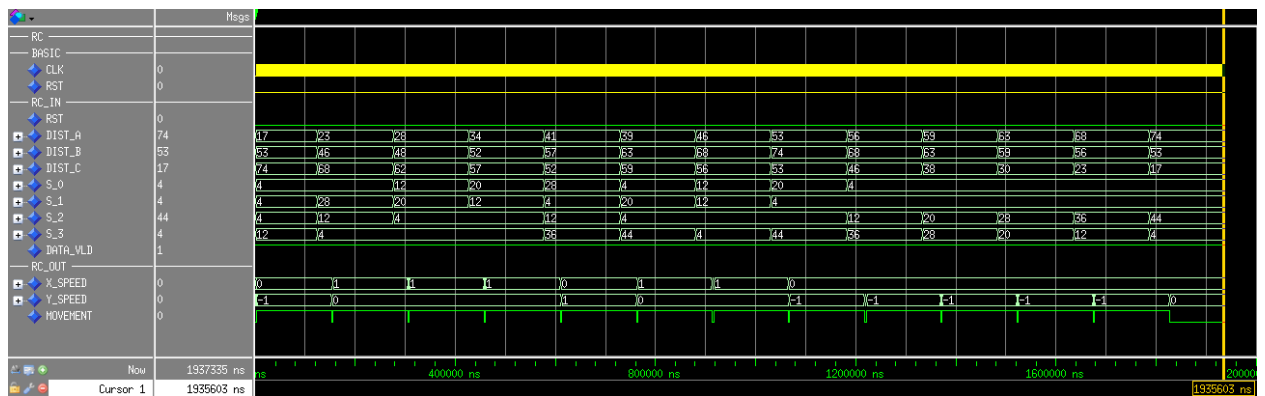 Msgs
RC
BASIC
CLK 0
RST 0
RC_IN
RST 0
DIST_A 74 17 23 28 34 41 39 46 53 56 59 63 68 74
DIST_B 53 53 46 48 52 57 63 68 74 68 63 59 56 53
DIST_C 17 74 68 62 57 52 59 56 53 46 38 30 23 17
S_0 4 4 12 20 28 4 12 20 4
S_1 4 4 28 20 12 4 20 12 4
S_2 44 4 12 4 12 4 12 20 28 36 44
S_3 4 12 4 36 44 4 44 36 28 20 12 4
DATA_VLD 1
RC_OUT
X_SPEED 0 0 1 1 1 0 1 1 0
Y_SPEED 0 -1 0 1 0 -1 -1 -1 -1 -1 0
MOVEMENT 0
Now 1937335 ns ns 400000 ns 800000 ns 1200000 ns 1600000 ns 20000
Cursor 1 1935603 ns 1935603 ns